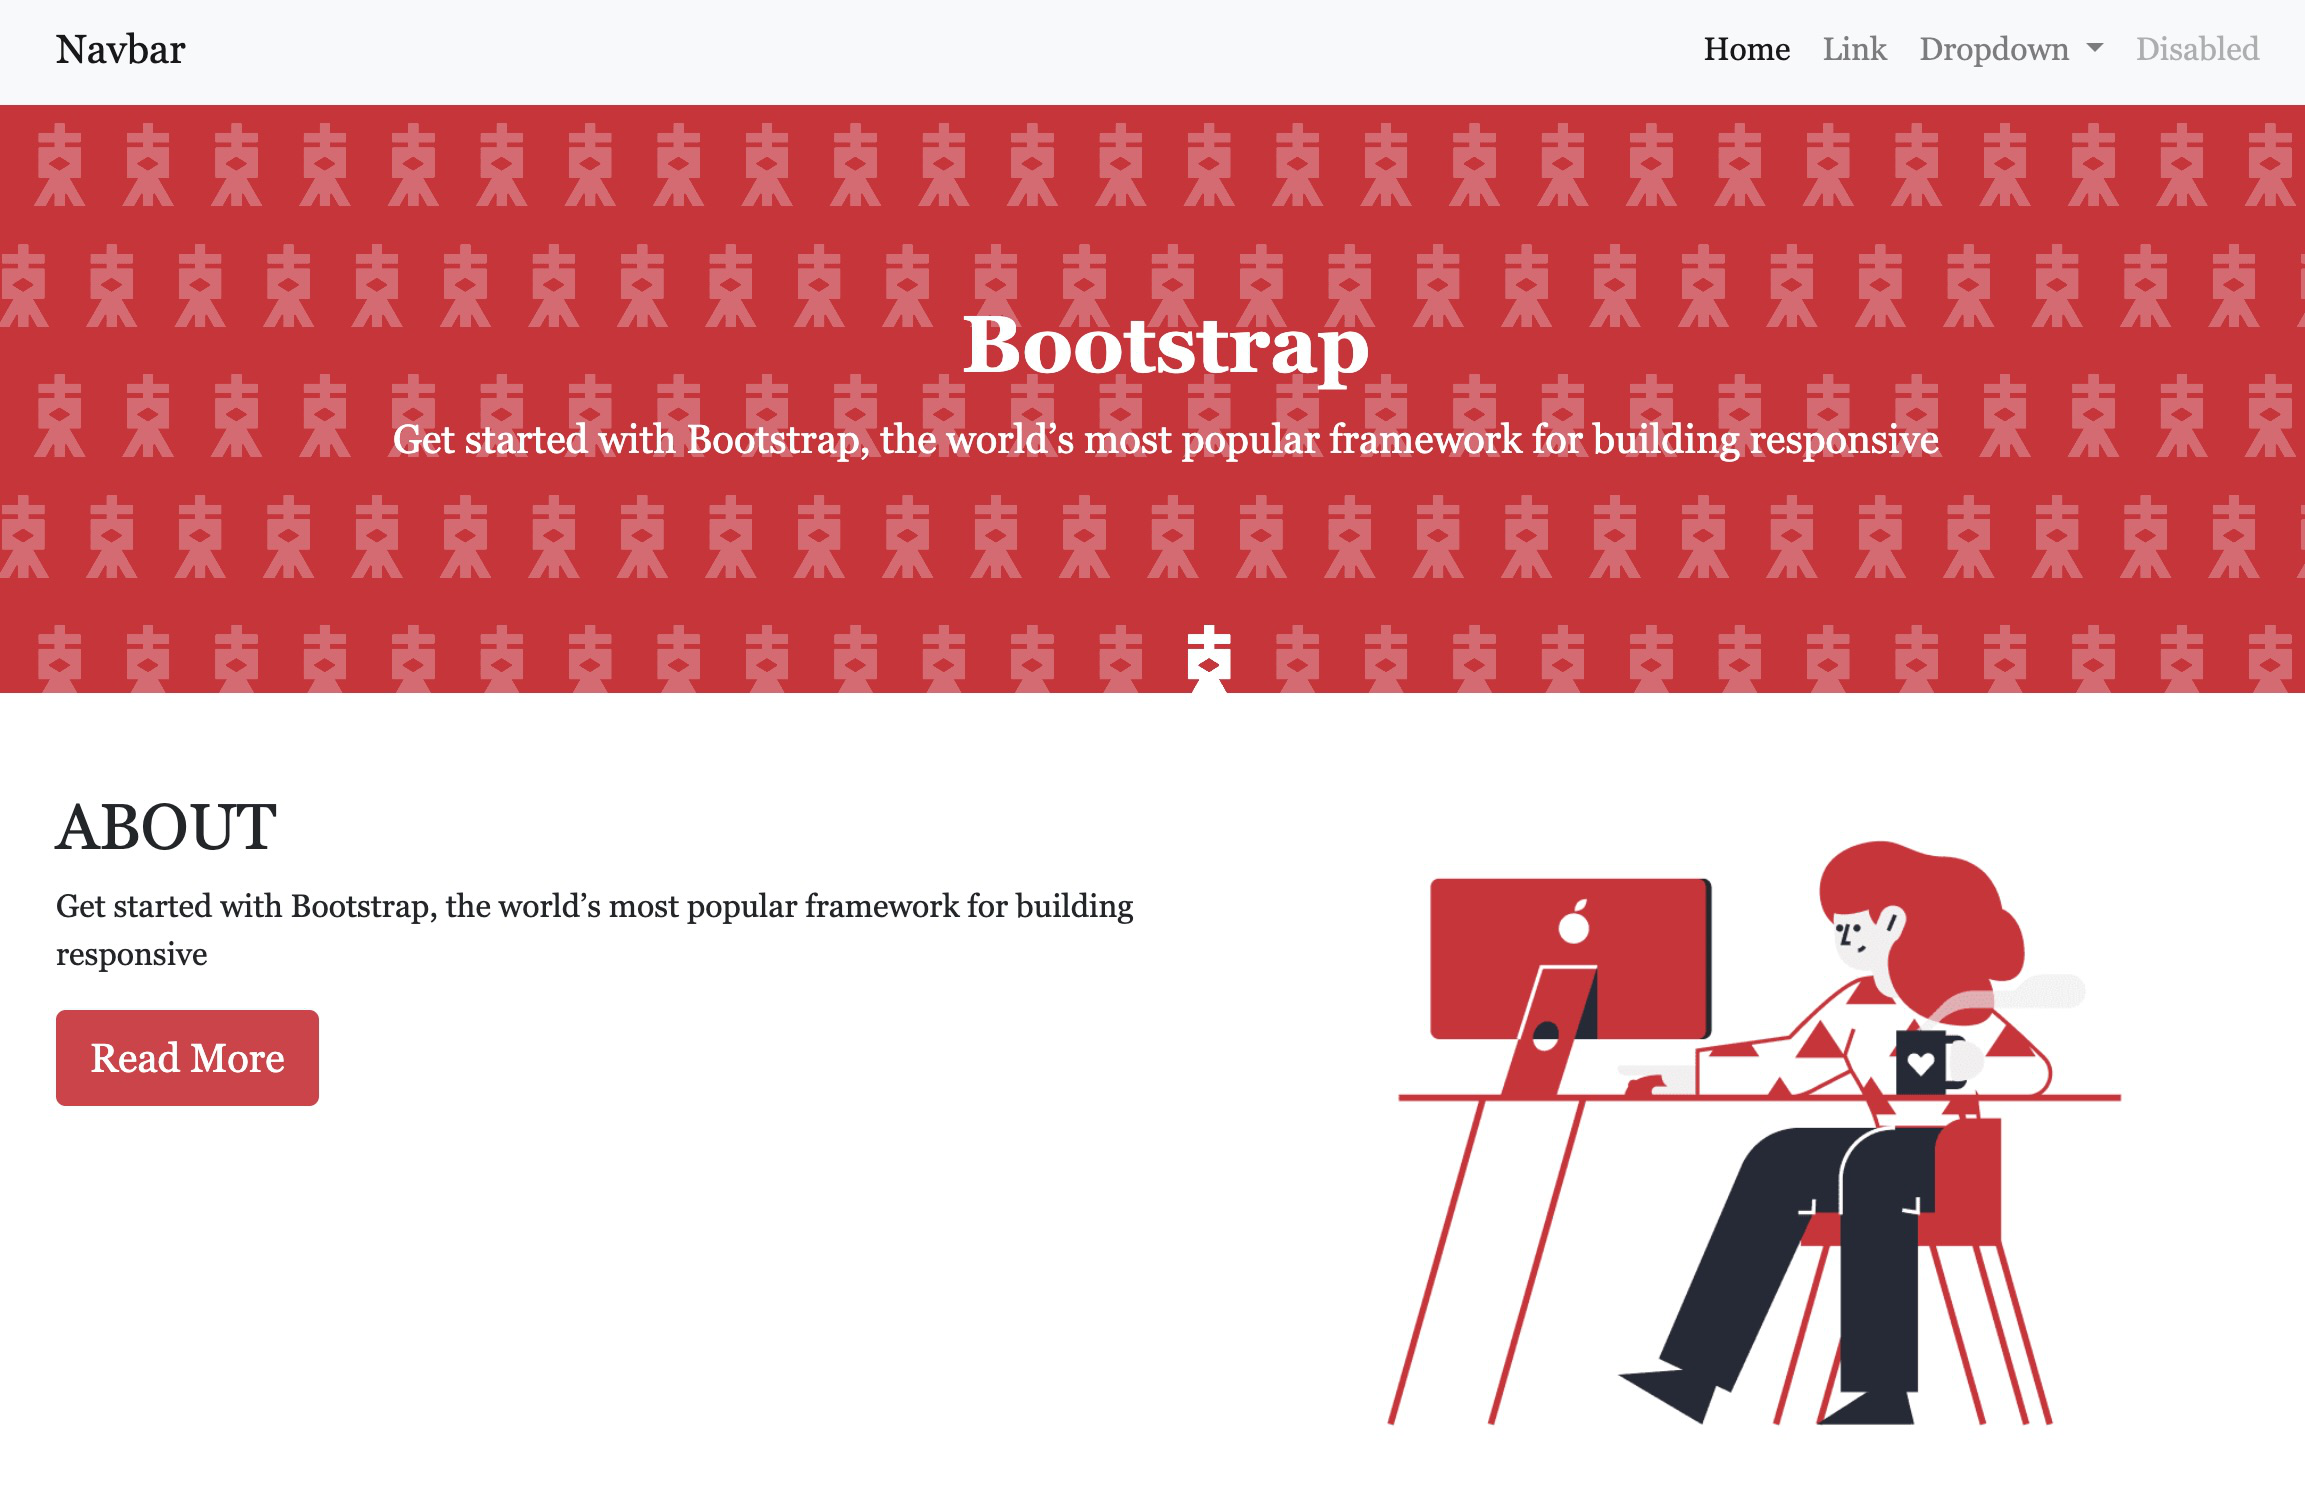 Navbar
Home Link Dropdown Disabled
Bootstrap
Get started with Bootstrap, the world’s most popular framework for building responsive
ABOUT
Get started with Bootstrap, the world’s most popular framework for building
responsive
Read More